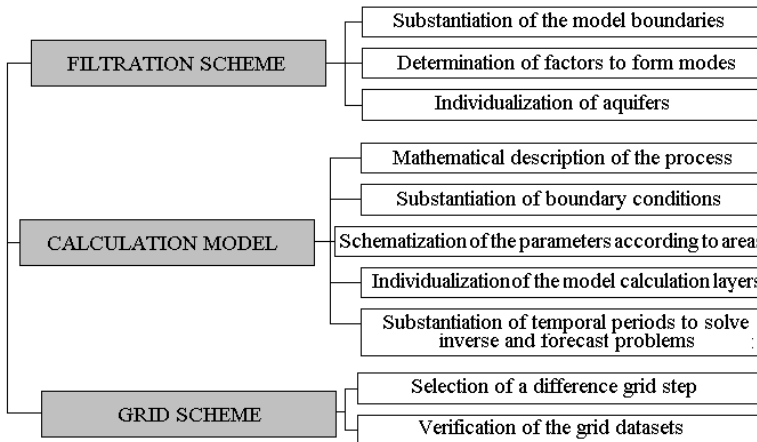 FILTRATION SCHEME
Substantiation of the model boundaries
Determination of factors to form modes
Individualization of aquifers
CALCULATION MODEL
Mathematical description of the process
Substantiation of boundary conditions
Schematization of the parameters according to areas
Individualization of the model calculation layers
Substantiation of temporal periods to solve
inverse and forecast problems
GRID SCHEME
Selection of a difference grid step
Verification of the grid datasets